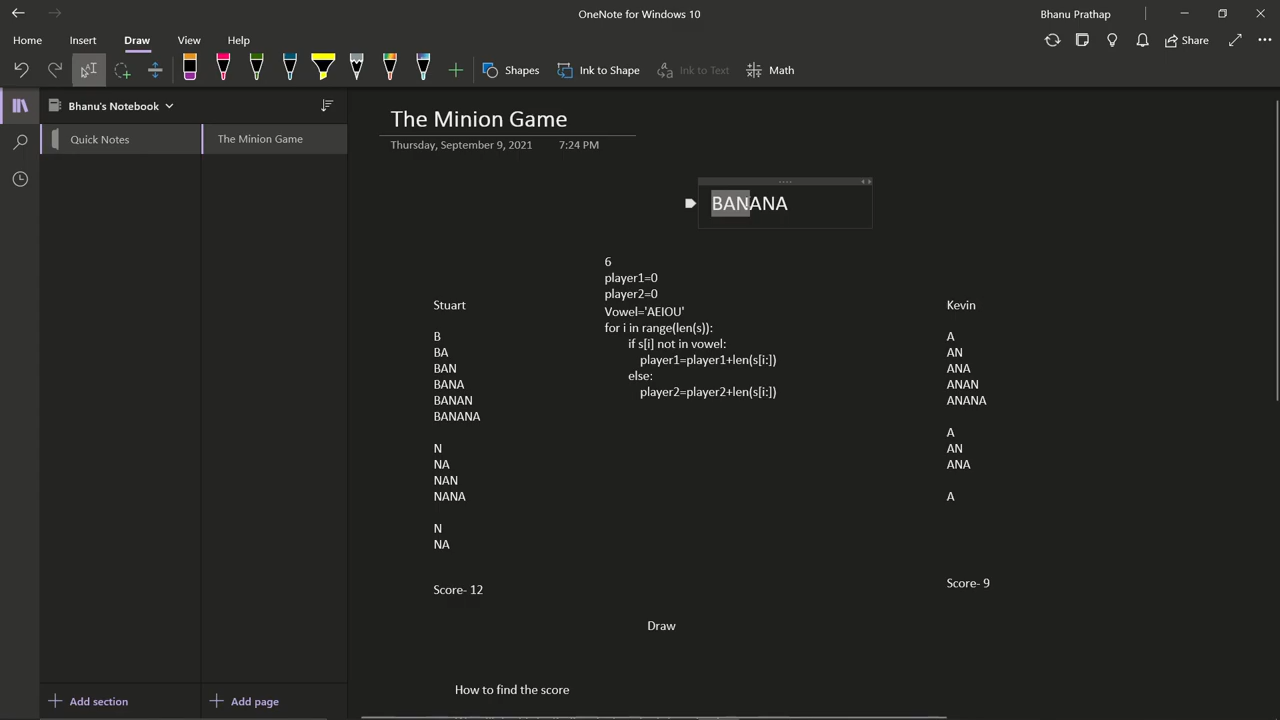 OneNote for Windows 10
Bhanu Prathap
Home
Insert
Draw
View
Help
Shapes
Ink to Shape
Ink to Text
Math
Share
Bhanu's Notebook
Quick Notes
The Minion Game
The Minion Game
Thursday, September 9, 2021 7:24 PM
BANANA
6
player1=0
player2=0
Vowel='AEIOU'
for i in range(len(s)):
if s[i] not in vowel:
player1=player1+len(s[i:])
else:
player2=player2+len(s[i:])
Stuart
B
BA
BAN
BANA
BANAN
BANANA
N
NA
NAN
NANA
N
NA
Score- 12
Kevin
A
AN
ANA
ANAN
ANANA
A
AN
ANA
A
Score- 9
Draw
How to find the score
Add section
Add page